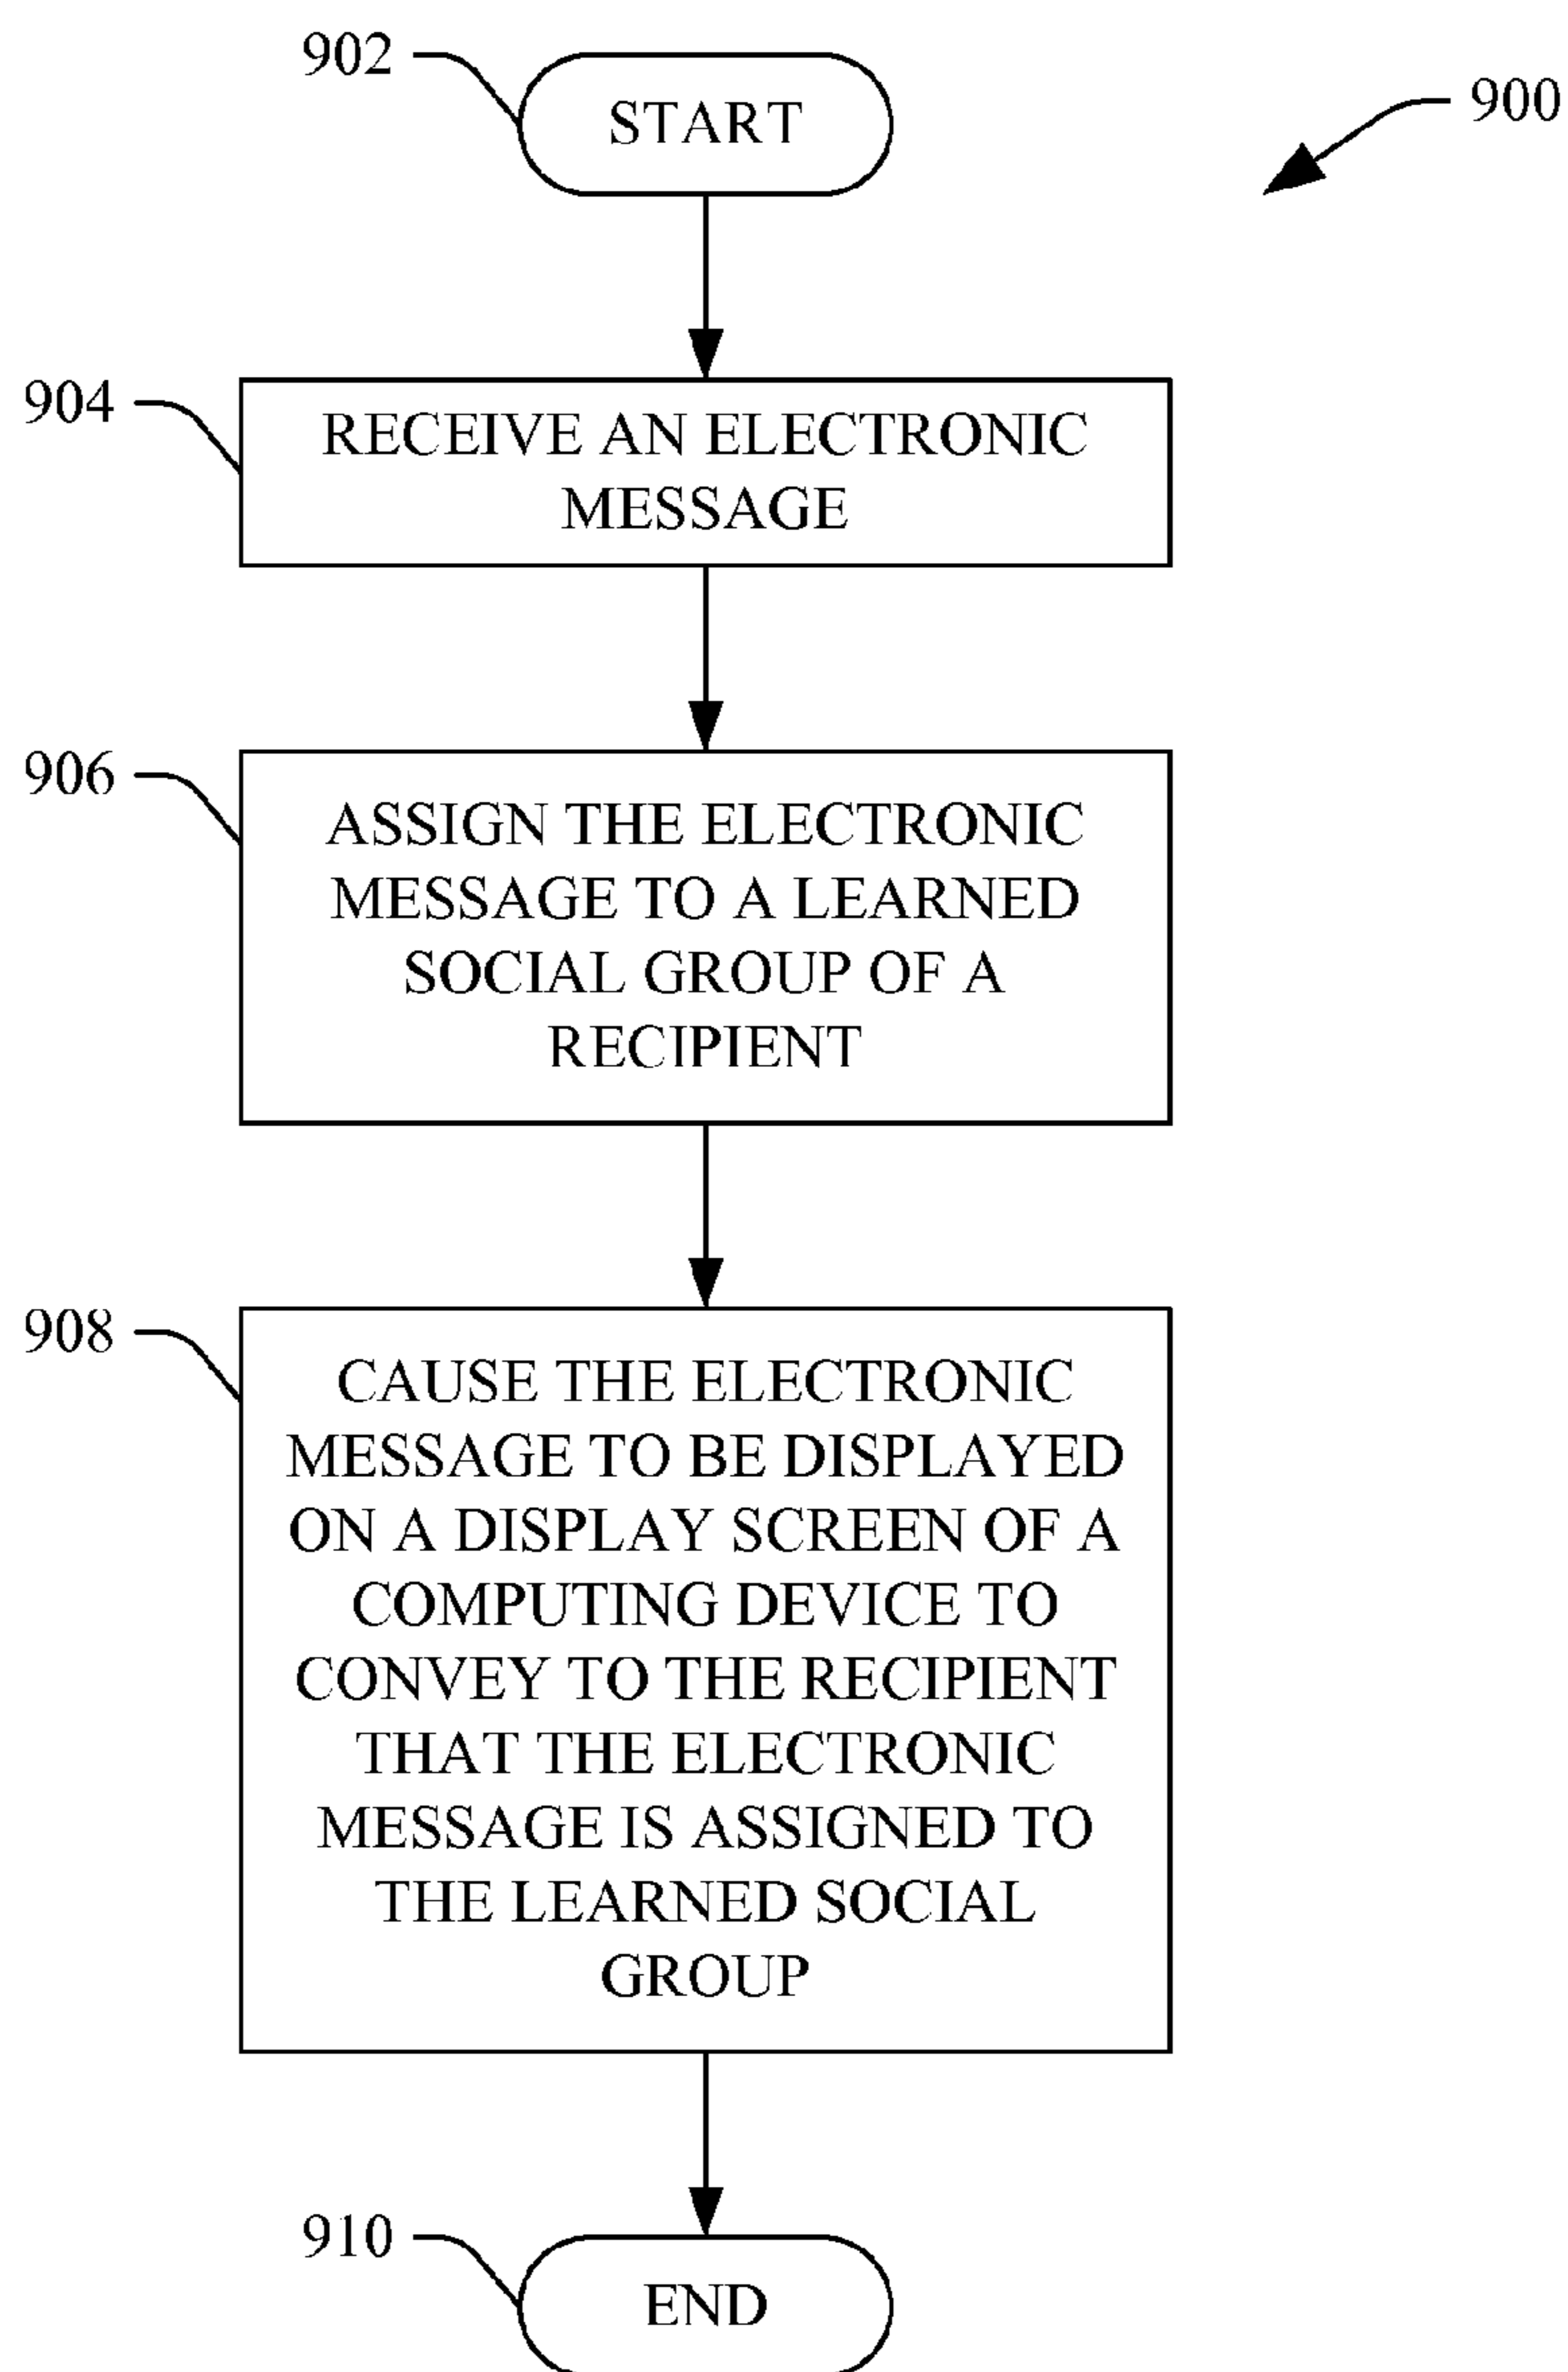 902
START
900
904
RECEIVE AN ELECTRONIC
MESSAGE
906
ASSIGN THE ELECTRONIC
MESSAGE TO A LEARNED
SOCIAL GROUP OF A
RECIPIENT
908
CAUSE THE ELECTRONIC
MESSAGE TO BE DISPLAYED
ON A DISPLAY SCREEN OF A
COMPUTING DEVICE TO
CONVEY TO THE RECIPIENT
THAT THE ELECTRONIC
MESSAGE IS ASSIGNED TO
THE LEARNED SOCIAL
GROUP
910
END